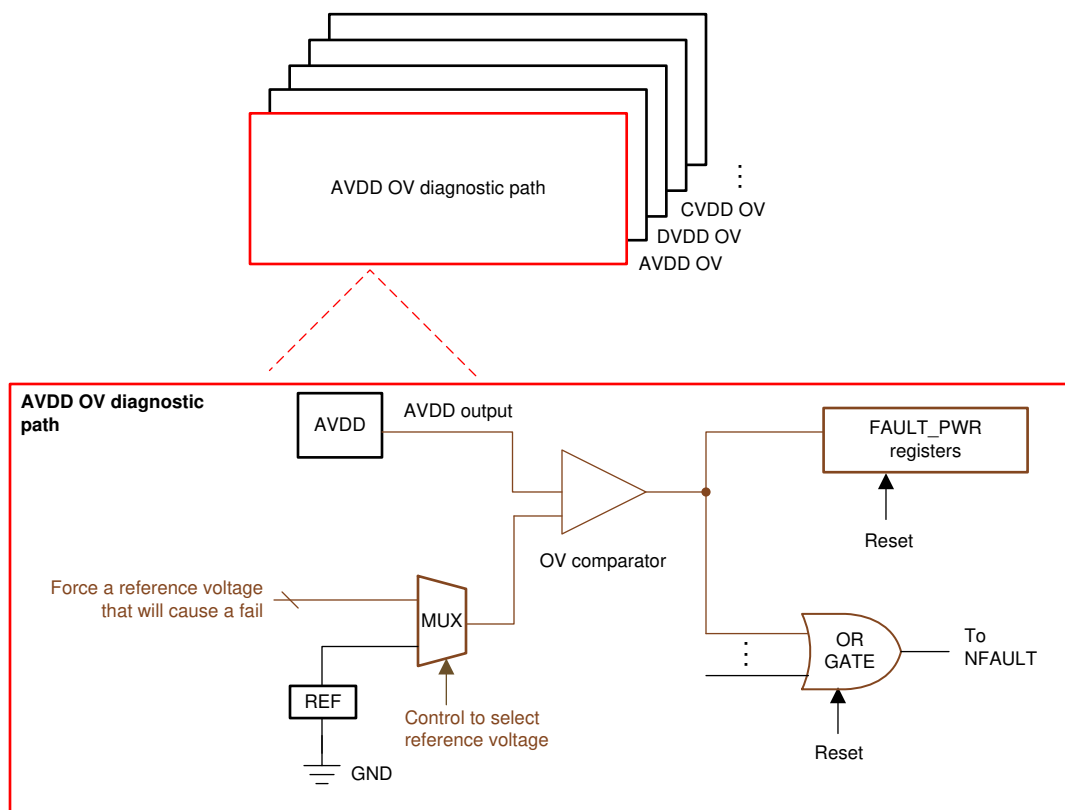 AVDD OV diagnostic path
⋮
CVDD OV
DVDD OV
AVDD OV
AVDD OV diagnostic
path
AVDD
AVDD output
FAULT_PWR
registers
Reset
OV comparator
Force a reference voltage
that will cause a fail
MUX
REF
GND
Control to select
reference voltage
⋮
OR
GATE
To
NFAULT
Reset